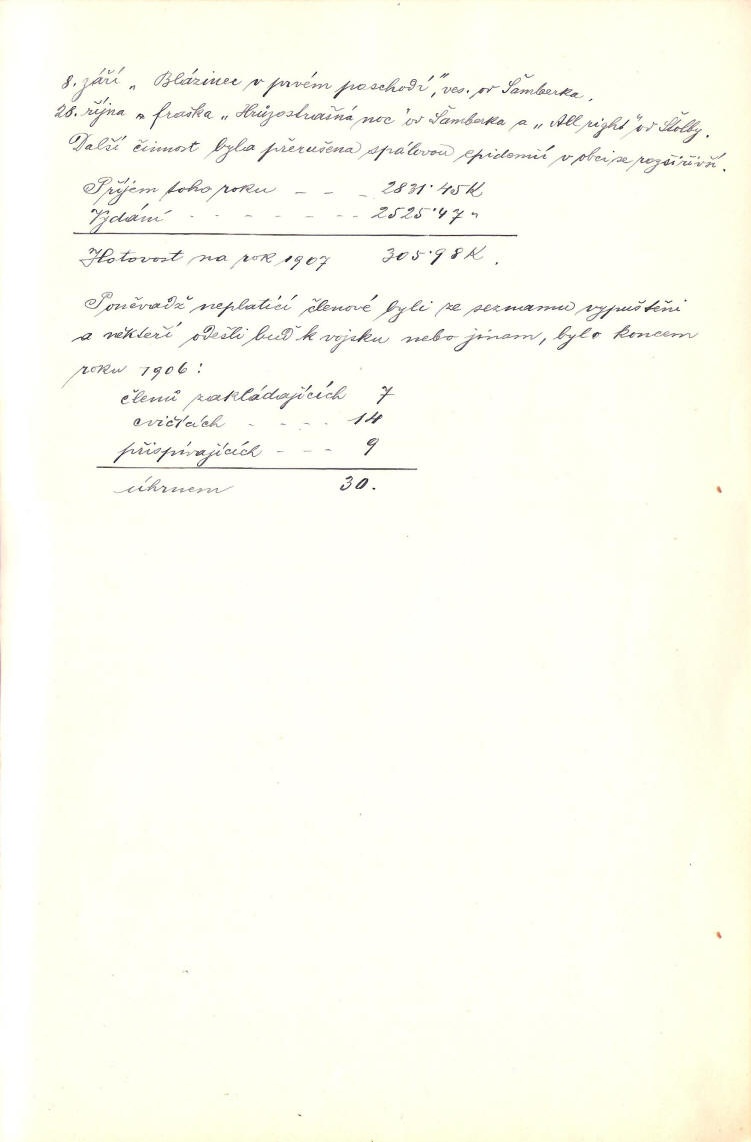 8. září „ Blázinec v prvém poschodí", ves. od Šamberka.
28. října „ fraška „Hrůzostrašná noc" od Šamberka a „All right" od Štolby.
Další činnost byla přerušena spálovou epidemií v obci se rozšířivší.
Příjem toho roku - - - 2831·45K
Vydání - - - - - - - 2525·47 „
Hotovost na rok 1907 305·98K.
Poněvadž neplatící členové byli ze seznamu vypuštěni
a někteří odešli buď k vojsku nebo jinam, bylo koncem
roku 1906:
členů zakládajících 7
cvičících - - - - 14
přispívajících - - - 9
úhrnem 30.